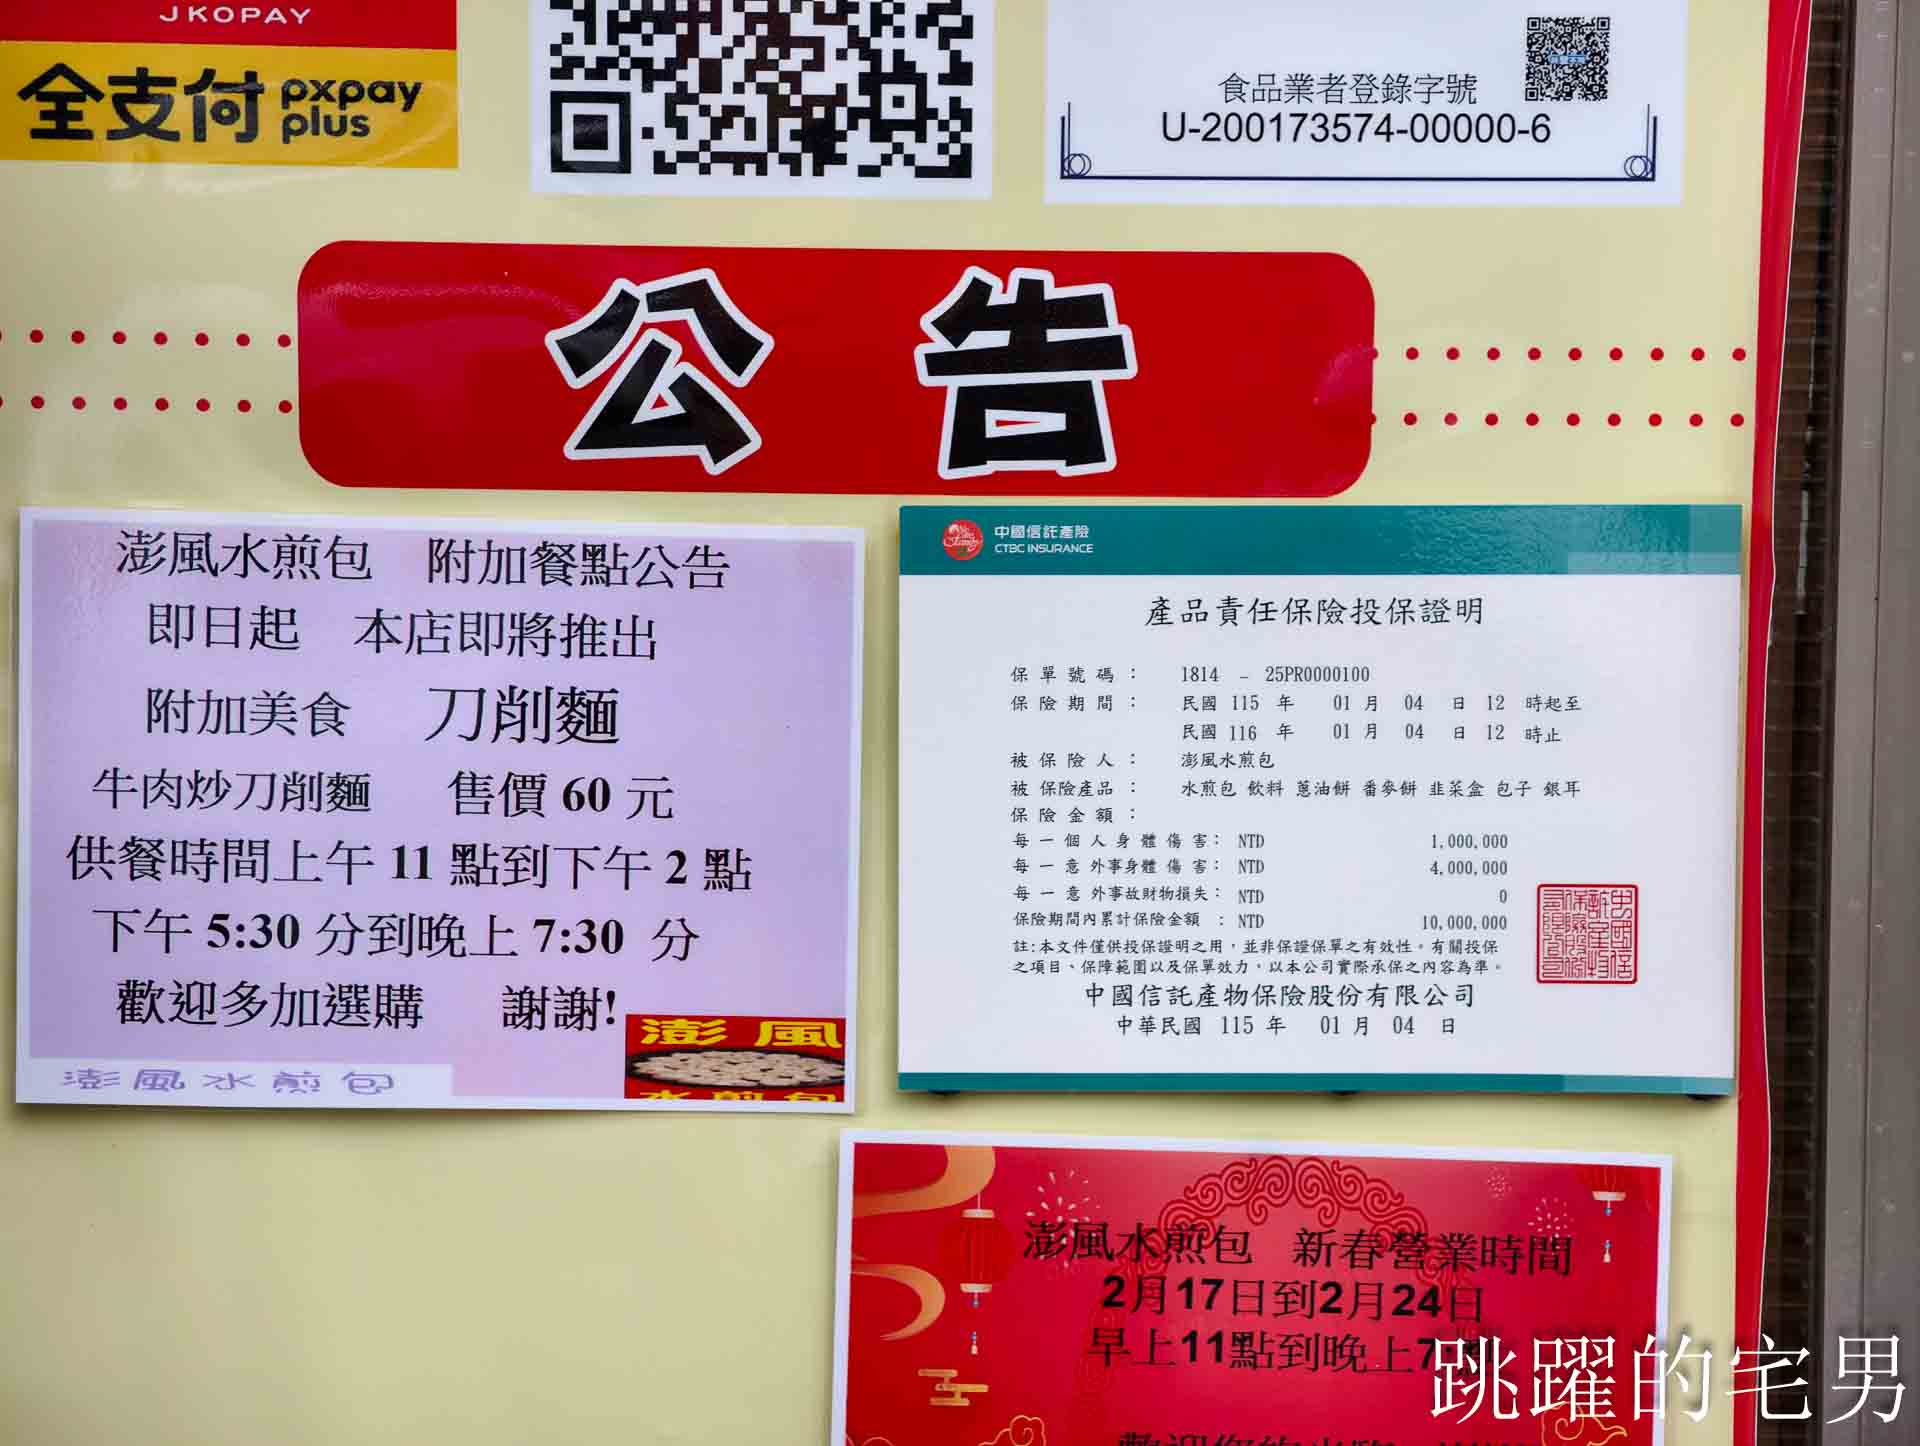 JKOPAY
全支付 pxpay plus
食品業者登錄字號
U-200173574-00000-6
公告
澎風水煎包 附加餐點公告
即日起 本店即將推出
附加美食 刀削麵
牛肉炒刀削麵 售價 60 元
供餐時間上午 11 點到下午 2 點
下午 5:30 分到晚上 7:30 分
歡迎多加選購 謝謝!
澎風水煎包
澎風
水煎包
中國信託產險
CTBC INSURANCE
產品責任保險投保證明
保單號碼: 1814 - 25PR0000100
保險期間: 民國 115 年 01 月 04 日 12 時起至
民國 116 年 01 月 04 日 12 時止
被保險人: 澎風水煎包
被保險產品: 水煎包 飲料 蔥油餅 番麥餅 韭菜盒 包子 銀耳
保險金額:
每一個人身體傷害: NTD 1,000,000
每一意外事身體傷害: NTD 4,000,000
每一意外事故財物損失: NTD 0
保險期間內累計保險金額: NTD 10,000,000
註:本文件僅供投保證明之用,並非保證保單之有效性。有關投保
之項目、保障範圍以及保單效力,以本公司實際承保之內容為準。
中國信託產物保險股份有限公司
中華民國 115 年 01 月 04 日
澎風水煎包 新春營業時間
2月17日到2月24日
早上11點到晚上7
跳躍的宅男